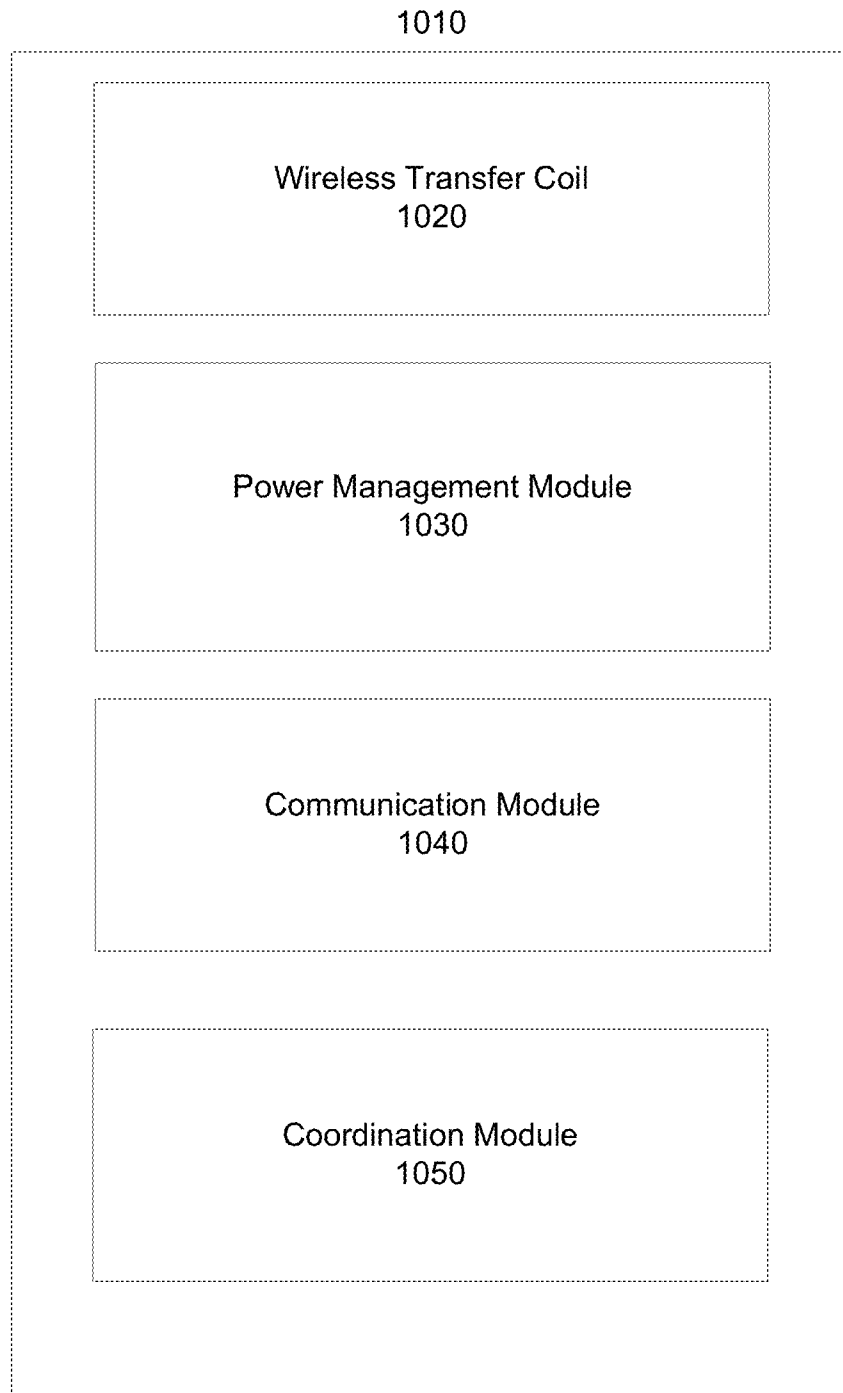 1010
Wireless Transfer Coil
1020
Power Management Module
1030
Communication Module
1040
Coordination Module
1050